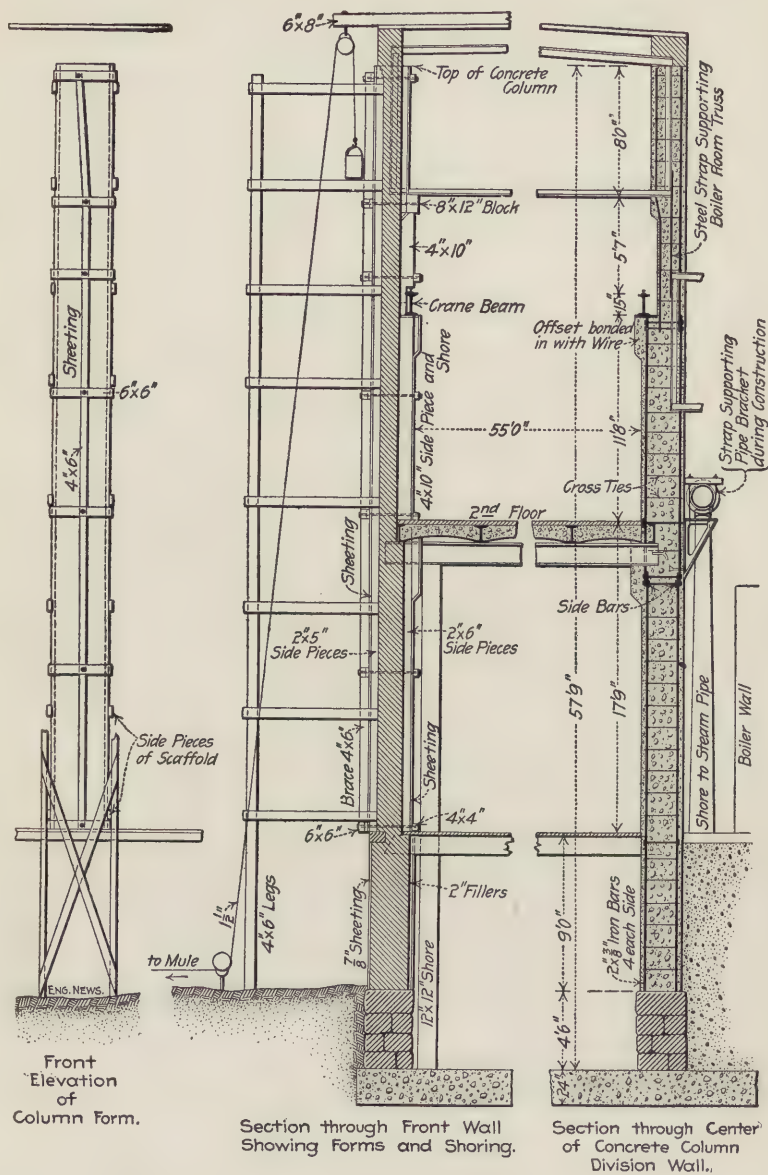 Sheeting
4"x6"
6"x6"
Side Pieces
of Scaffold
ENG. NEWS.
Front
Elevation
of
Column Form.
6"x8"
Top of Concrete
Column
8"x12" Block
4"x10"
Crane Beam
4"x10" Side Piece and
Shore
55'0"
2nd Floor
Sheeting
2"x5"
Side Pieces
2"x6"
Side Pieces
Brace 4"x6"
Sheeting
6"x6"
4"x4"
2" Fillers
7/8" Sheeting
4"x6" Legs
1 1/2"
to Mule
12"x12" Shore
Section through Front Wall
Showing Forms and Shoring.
8'0"
5'7"
15"
11'8"
17'9"
57'9"
9'0"
4'6"
24"
Steel Strap Supporting
Boiler Room Truss
Offset bonded
in with Wire
Strap Supporting
Pipe Bracket
during Construction
Cross Ties
Side Bars
Shore to Steam Pipe
Boiler Wall
2"x3/8" Iron Bars
4 each Side
Section through Center
of Concrete Column
Division Wall.